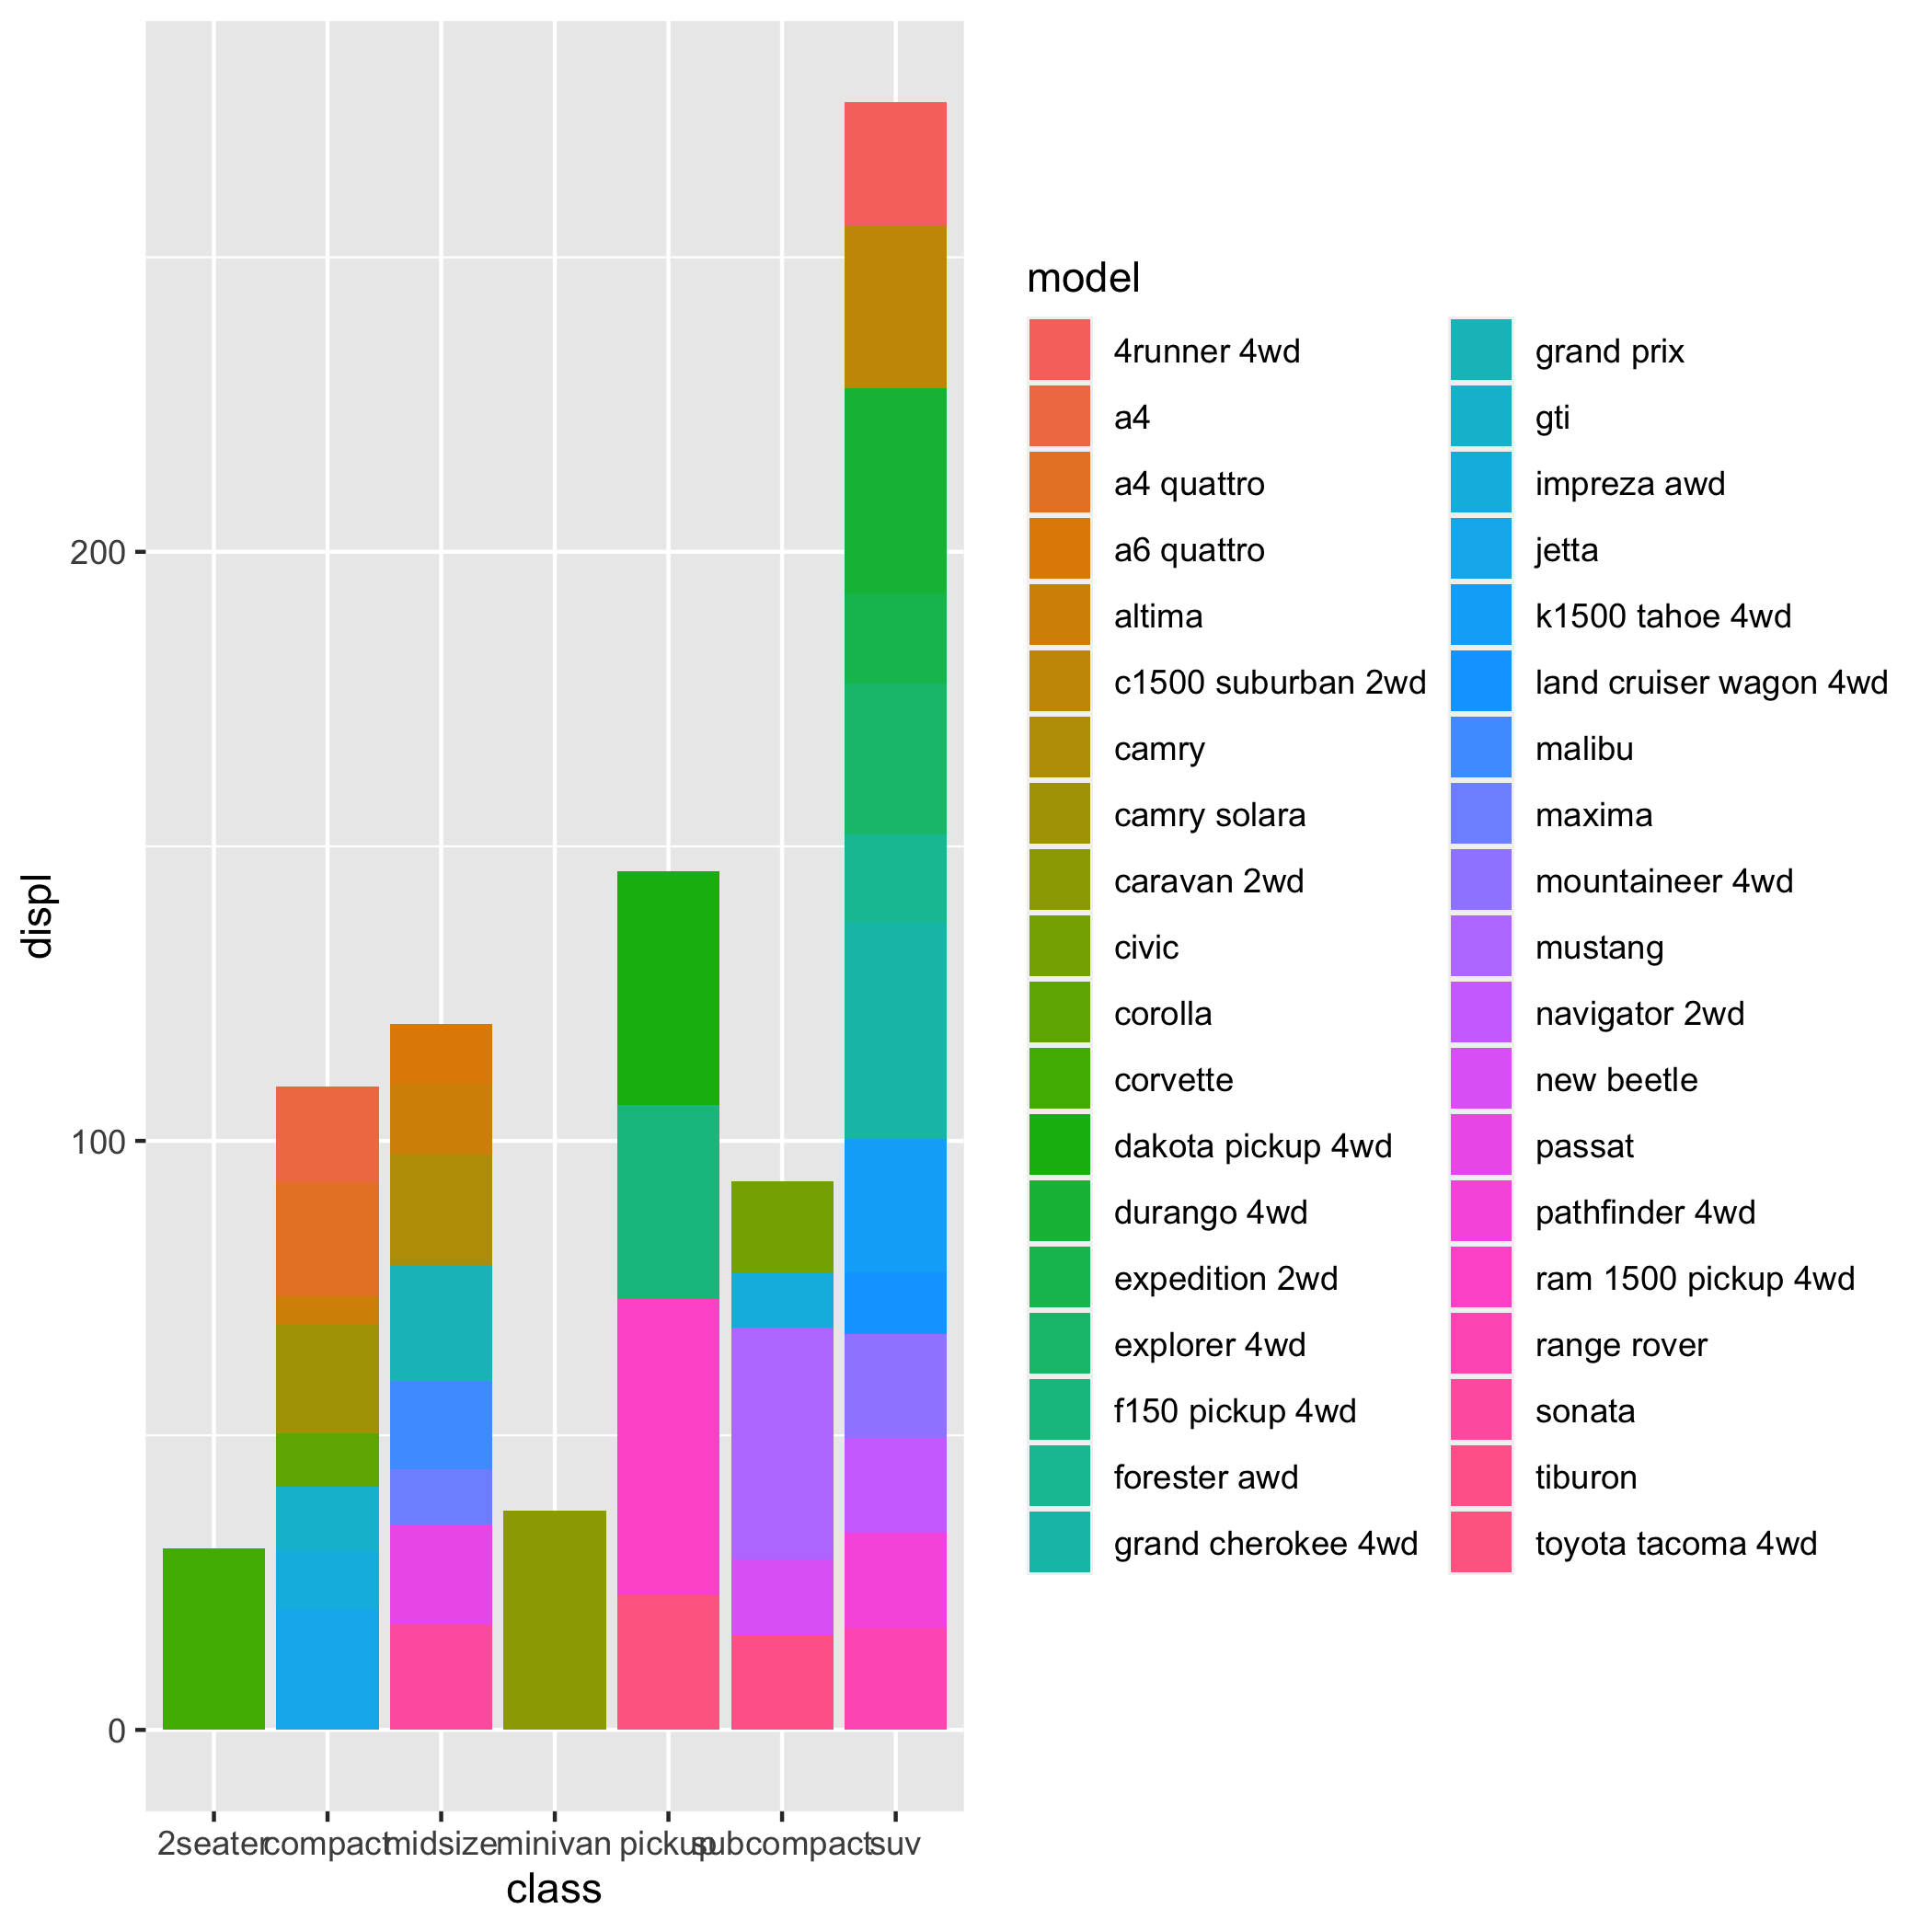 model
4runner 4wd
a4
a4 quattro
a6 quattro
altima
c1500 suburban 2wd
camry
camry solara
caravan 2wd
civic
corolla
corvette
dakota pickup 4wd
durango 4wd
expedition 2wd
explorer 4wd
f150 pickup 4wd
forester awd
grand cherokee 4wd
grand prix
gti
impreza awd
jetta
k1500 tahoe 4wd
land cruiser wagon 4wd
malibu
maxima
mountaineer 4wd
mustang
navigator 2wd
new beetle
passat
pathfinder 4wd
ram 1500 pickup 4wd
range rover
sonata
tiburon
toyota tacoma 4wd
200
100
0
displ
2seater compact midsize minivan pickup subcompact suv
class